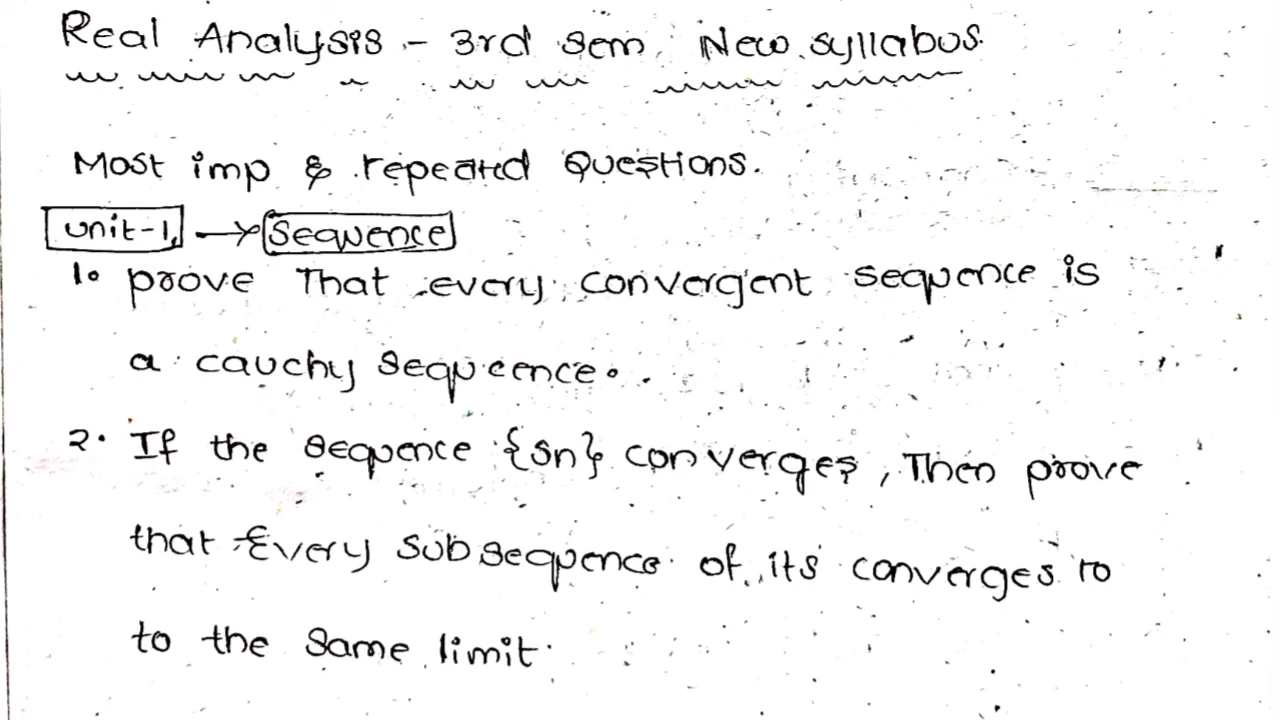 Real Analysis - 3rd sem New syllabus.
Most imp & repeated Questions.
unit-1, → Sequence
1. prove That every convergent sequence is
a cauchy sequence.
2. If the sequence {Sn} converges, Then prove
that Every subsequence of its converges to
to the same limit.